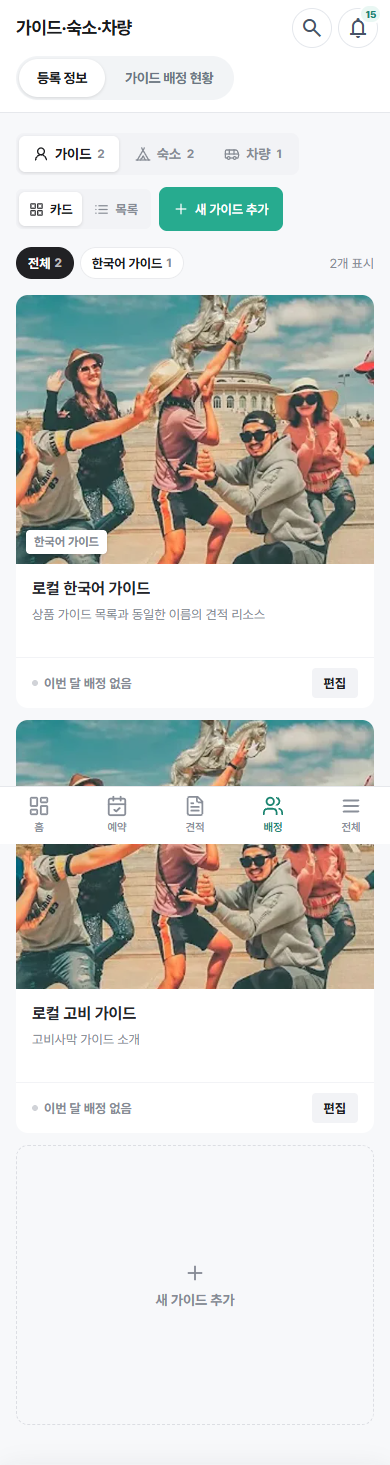 가이드·숙소·차량
15
등록 정보 가이드 배정 현황
가이드 2 숙소 2 차량 1
카드 목록 새 가이드 추가
전체 2 한국어 가이드 1 2개 표시
한국어 가이드
로컬 한국어 가이드
상품 가이드 목록과 동일한 이름의 견적 리소스
이번 달 배정 없음 편집
홈 예약 견적 배정 전체
로컬 고비 가이드
고비사막 가이드 소개
이번 달 배정 없음 편집
새 가이드 추가